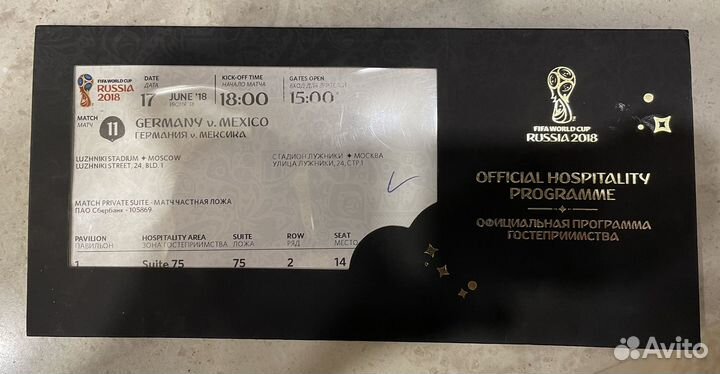 FIFA WORLD CUP
RUSSIA
2018
DATE
ДАТА
17 JUNE '18
ИЮНЯ '18
KICK-OFF TIME
НАЧАЛО МАТЧА
18:00
GATES OPEN
ВХОД ДЛЯ ЗРИТЕЛЕЙ
15:00
MATCH
МАТЧ
11
GERMANY v. MEXICO
ГЕРМАНИЯ v. МЕКСИКА
LUZHNIKI STADIUM ✦ MOSCOW
LUZHNIKI STREET, 24, BLD. 1
СТАДИОН ЛУЖНИКИ ✦ МОСКВА
УЛИЦА ЛУЖНИКИ, 24, СТР.1
MATCH PRIVATE SUITE - МАТЧ ЧАСТНАЯ ЛОЖА
ПАО Сбербанк - 105869
PAVILION
ПАВИЛЬОН
1
HOSPITALITY AREA
ЗОНА ГОСТЕПРИИМСТВА
Suite 75
SUITE
ЛОЖА
75
ROW
РЯД
2
SEAT
МЕСТО
14
FIFA WORLD CUP
RUSSIA 2018
OFFICIAL HOSPITALITY
PROGRAMME
ОФИЦИАЛЬНАЯ ПРОГРАММА
ГОСТЕПРИИМСТВА
Avito